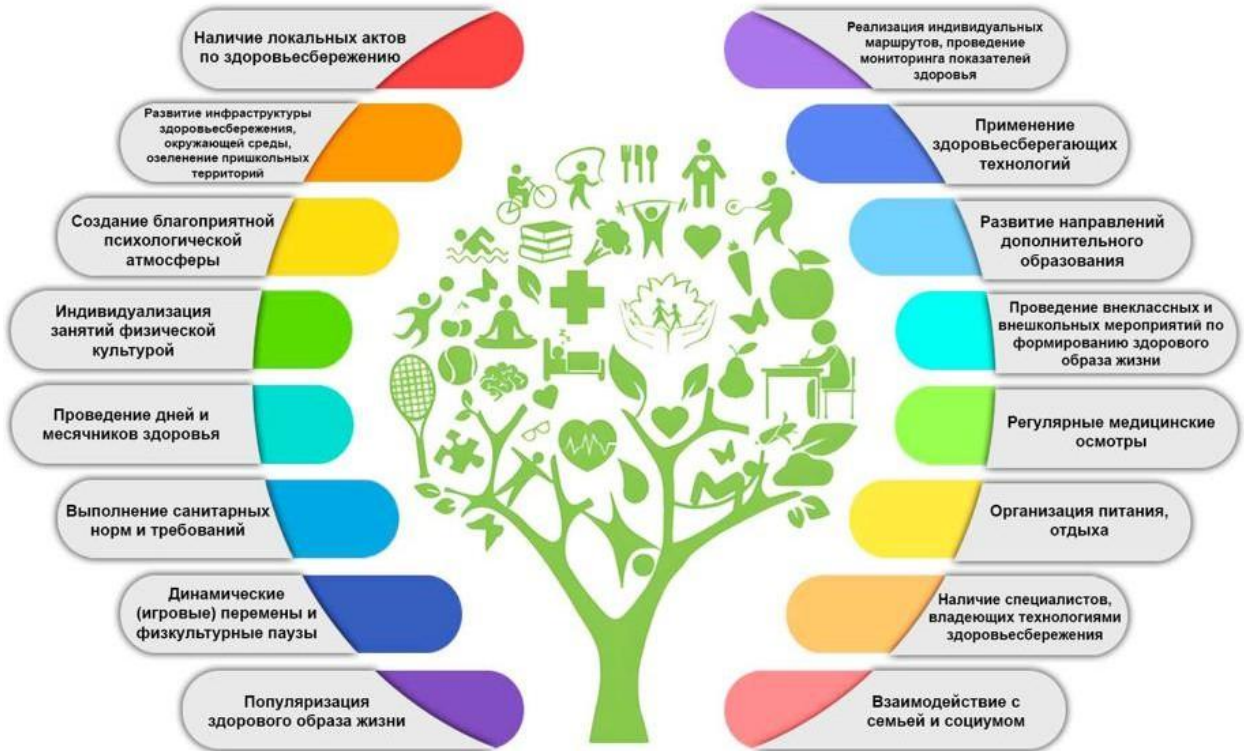 Наличие локальных актов
по здоровьесбережению
Развитие инфраструктуры
здоровьесбережения,
окружающей среды,
озеленение пришкольных
территорий
Создание благоприятной
психологической
атмосферы
Индивидуализация
занятий физической
культурой
Проведение дней и
месячников здоровья
Выполнение санитарных
норм и требований
Динамические
(игровые) перемены и
физкультурные паузы
Популяризация
здорового образа жизни
Реализация индивидуальных
маршрутов, проведение
мониторинга показателей
здоровья
Применение
здоровьесберегающих
технологий
Развитие направлений
дополнительного
образования
Проведение внеклассных и
внешкольных мероприятий по
формированию здорового
образа жизни
Регулярные медицинские
осмотры
Организация питания,
отдыха
Наличие специалистов,
владеющих технологиями
здоровьесбережения
Взаимодействие с
семьей и социумом